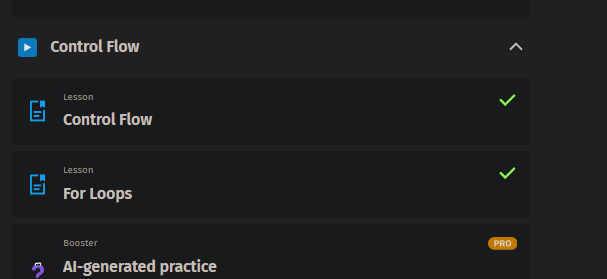 Control Flow
Lesson
Control Flow
Lesson
For Loops
Booster
PRO
AI-generated practice